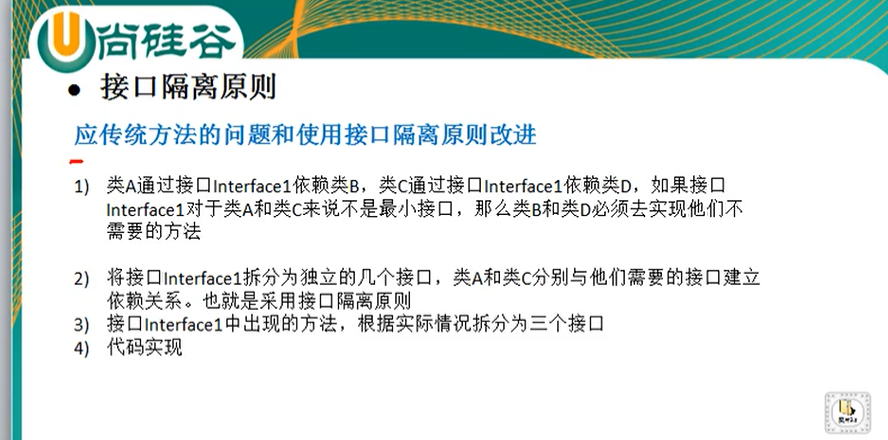 尚硅谷
● 接口隔离原则
应传统方法的问题和使用接口隔离原则改进
1) 类A通过接口Interface1依赖类B，类C通过接口Interface1依赖类D，如果接口
Interface1对于类A和类C来说不是最小接口，那么类B和类D必须去实现他们不
需要的方法
2) 将接口Interface1拆分为独立的几个接口，类A和类C分别与他们需要的接口建立
依赖关系。也就是采用接口隔离原则
3) 接口Interface1中出现的方法，根据实际情况拆分为三个接口
4) 代码实现